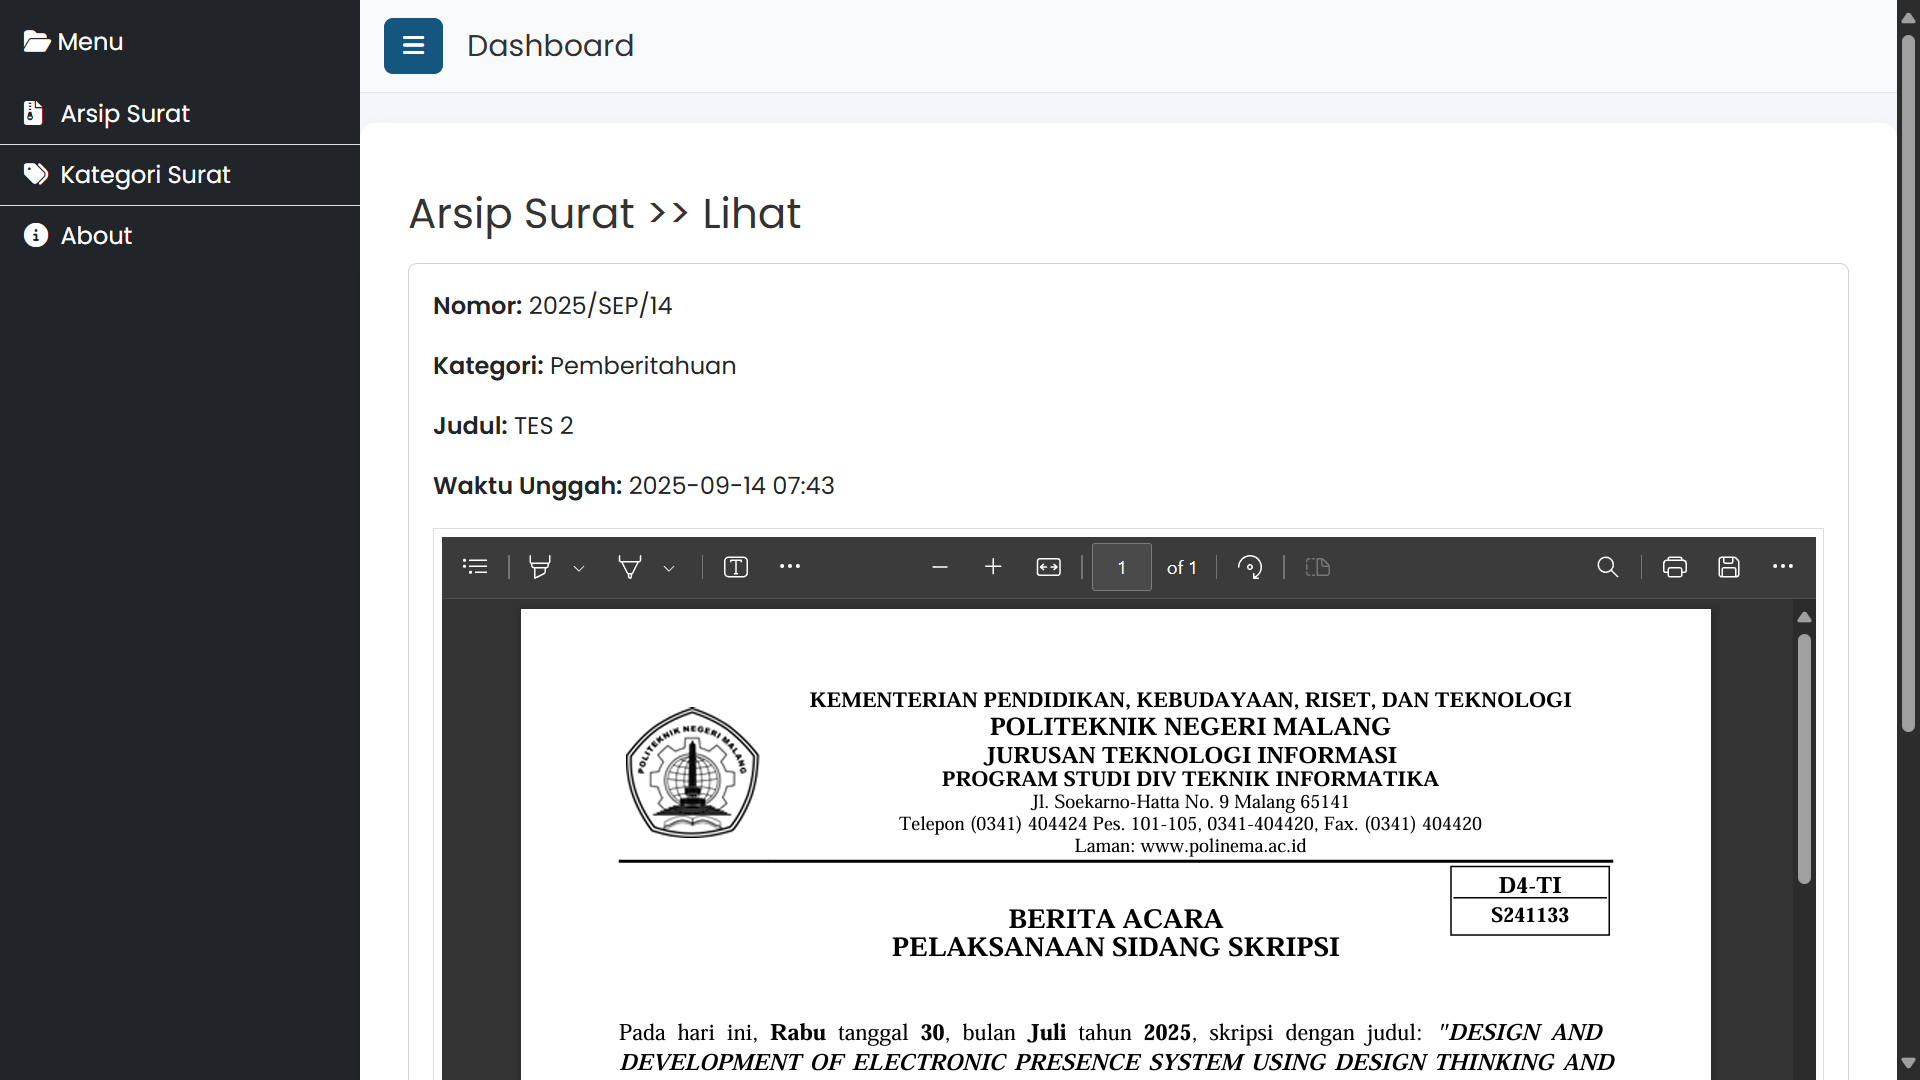 Menu
Arsip Surat
Kategori Surat
About
Dashboard
Arsip Surat >> Lihat
Nomor: 2025/SEP/14
Kategori: Pemberitahuan
Judul: TES 2
Waktu Unggah: 2025-09-14 07:43
1 of 1
POLITEKNIK NEGERI MALANG
KEMENTERIAN PENDIDIKAN, KEBUDAYAAN, RISET, DAN TEKNOLOGI
POLITEKNIK NEGERI MALANG
JURUSAN TEKNOLOGI INFORMASI
PROGRAM STUDI DIV TEKNIK INFORMATIKA
Jl. Soekarno-Hatta No. 9 Malang 65141
Telepon (0341) 404424 Pes. 101-105, 0341-404420, Fax. (0341) 404420
Laman: www.polinema.ac.id
D4-TI
S241133
BERITA ACARA
PELAKSANAAN SIDANG SKRIPSI
Pada hari ini, Rabu tanggal 30, bulan Juli tahun 2025, skripsi dengan judul: "DESIGN AND
DEVELOPMENT OF ELECTRONIC PRESENCE SYSTEM USING DESIGN THINKING AND